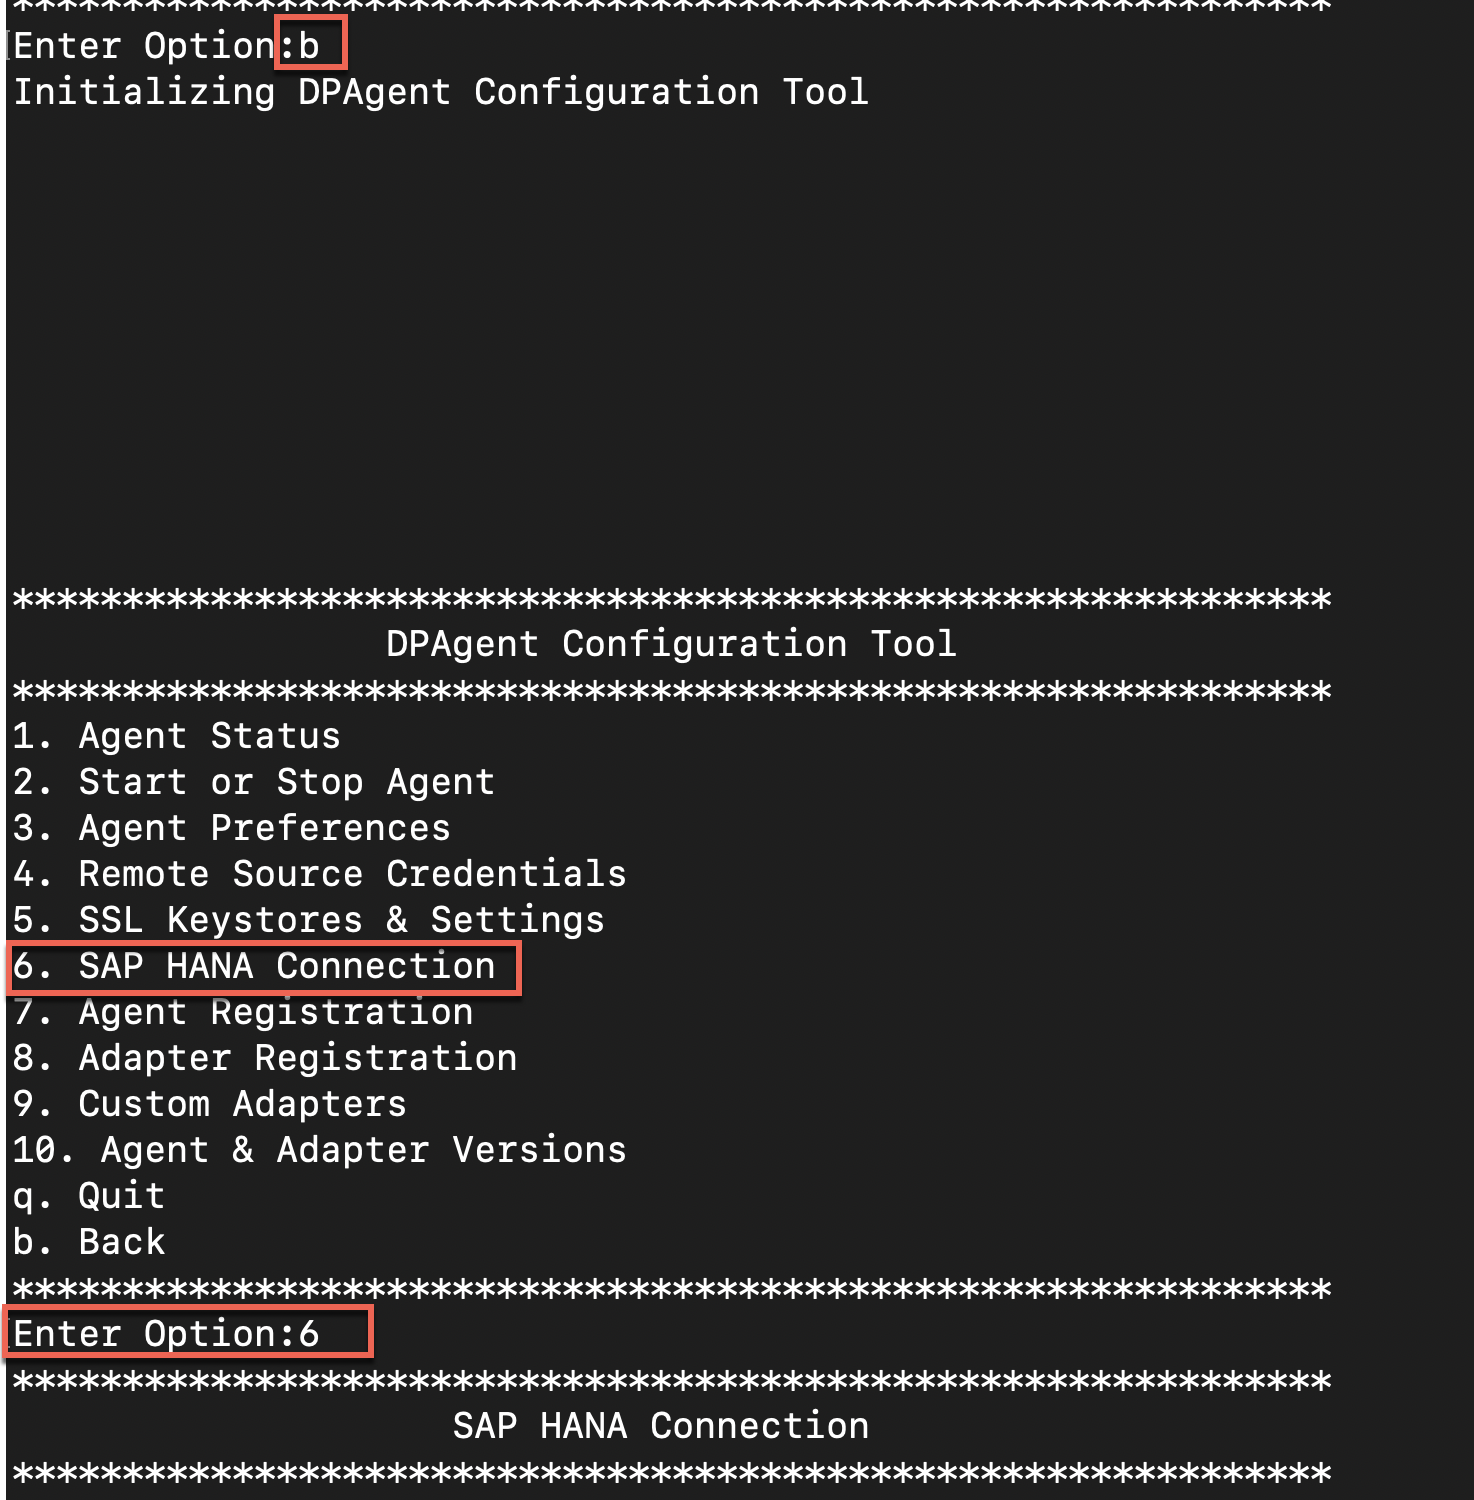 ************************************************************
Enter Option:b
Initializing DPAgent Configuration Tool
************************************************************
DPAgent Configuration Tool
************************************************************
1. Agent Status
2. Start or Stop Agent
3. Agent Preferences
4. Remote Source Credentials
5. SSL Keystores & Settings
6. SAP HANA Connection
7. Agent Registration
8. Adapter Registration
9. Custom Adapters
10. Agent & Adapter Versions
q. Quit
b. Back
************************************************************
Enter Option:6
************************************************************
SAP HANA Connection
************************************************************